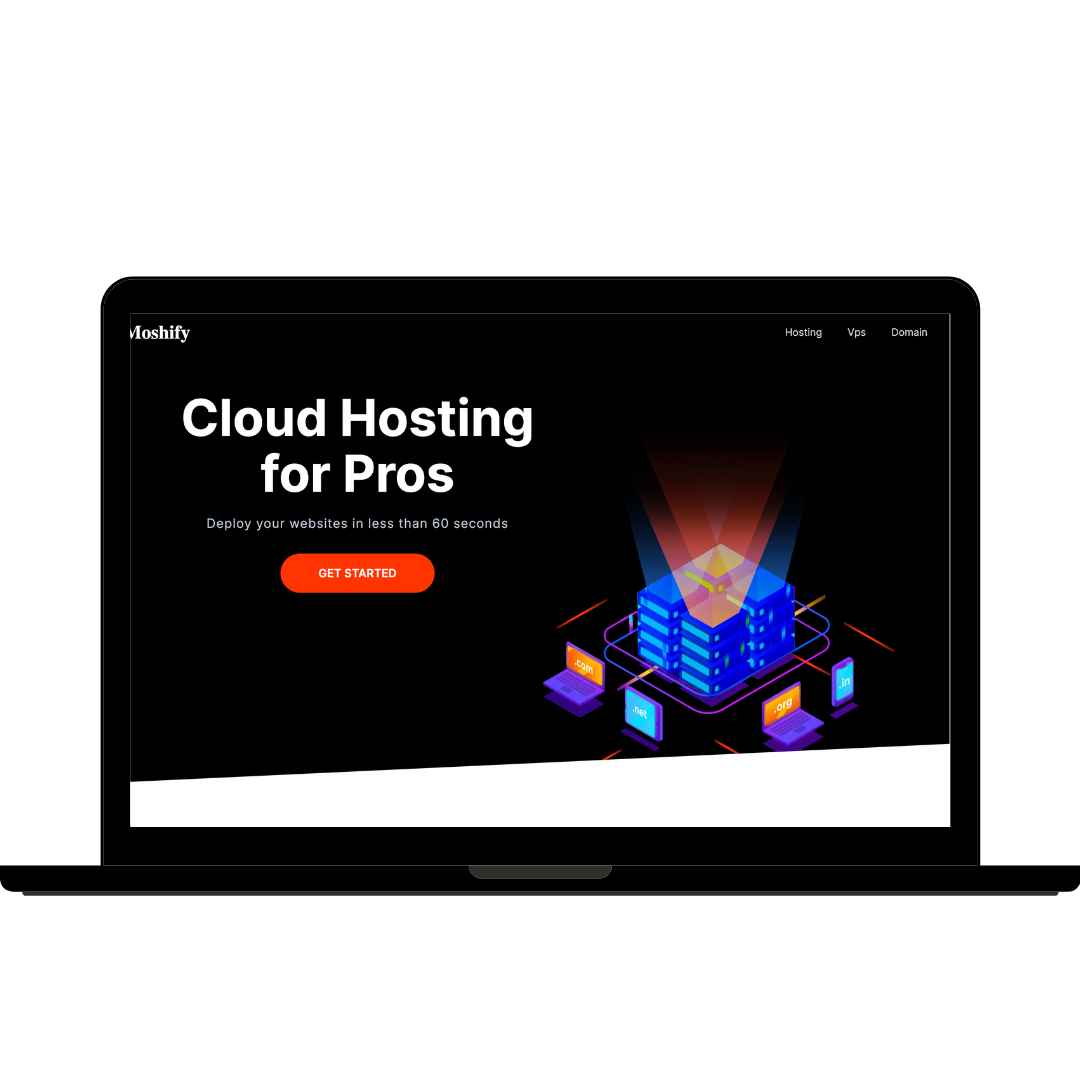 Moshify
Hosting Vps Domain
Cloud Hosting
for Pros
Deploy your websites in less than 60 seconds
GET STARTED
.com
.net
.org
.in